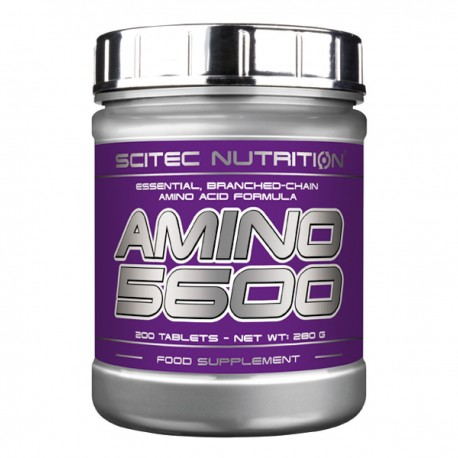 SCITEC NUTRITION
ESSENTIAL, BRANCHED-CHAIN
AMINO ACID FORMULA
AMINO
5600
200 TABLETS - NET WT: 280 G
FOOD SUPPLEMENT